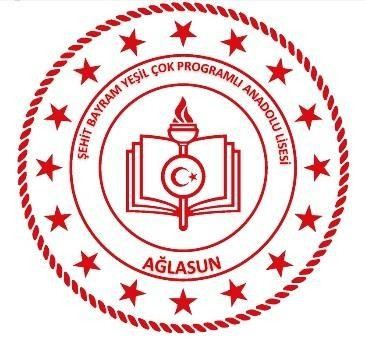 ŞEHİT BAYRAM YEŞİL ÇOK PROGRAMLI ANADOLU LİSESİ
AĞLASUN